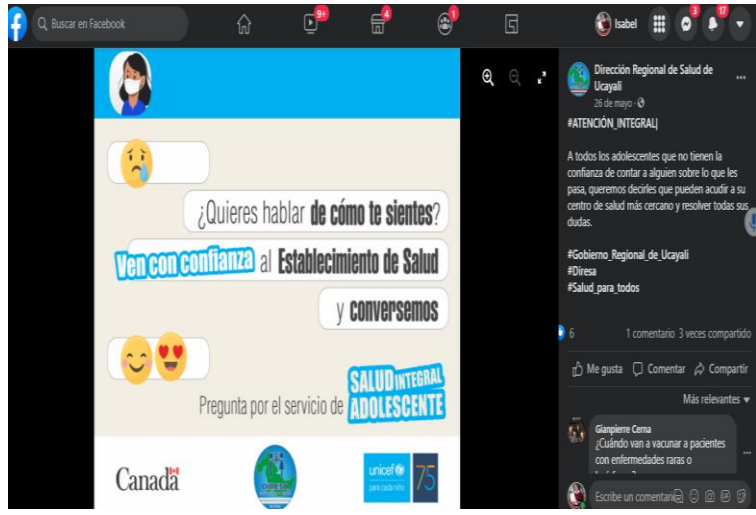 Buscar en Facebook
9+
4
1
Isabel
3
17
¿Quieres hablar de cómo te sientes?
Ven con confianza al Establecimiento de Salud
y conversemos
Pregunta por el servicio de SALUD INTEGRAL ADOLESCENTE
Canada
DIRESA
unicef
para cada niño
75
Dirección Regional de Salud de
Ucayali
26 de mayo
#ATENCIÓN_INTEGRAL|
A todos los adolescentes que no tienen la
confianza de contar a alguien sobre lo que les
pasa, queremos decirles que pueden acudir a su
centro de salud más cercano y resolver todas sus
dudas.
#Gobierno_Regional_de_Ucayali
#Diresa
#Salud_para_todos
6
1 comentario 3 veces compartido
Me gusta Comentar Compartir
Más relevantes
Gianpierre Cerna
¿Cuándo van a vacunar a pacientes
con enfermedades raras o
Escribe un comentario